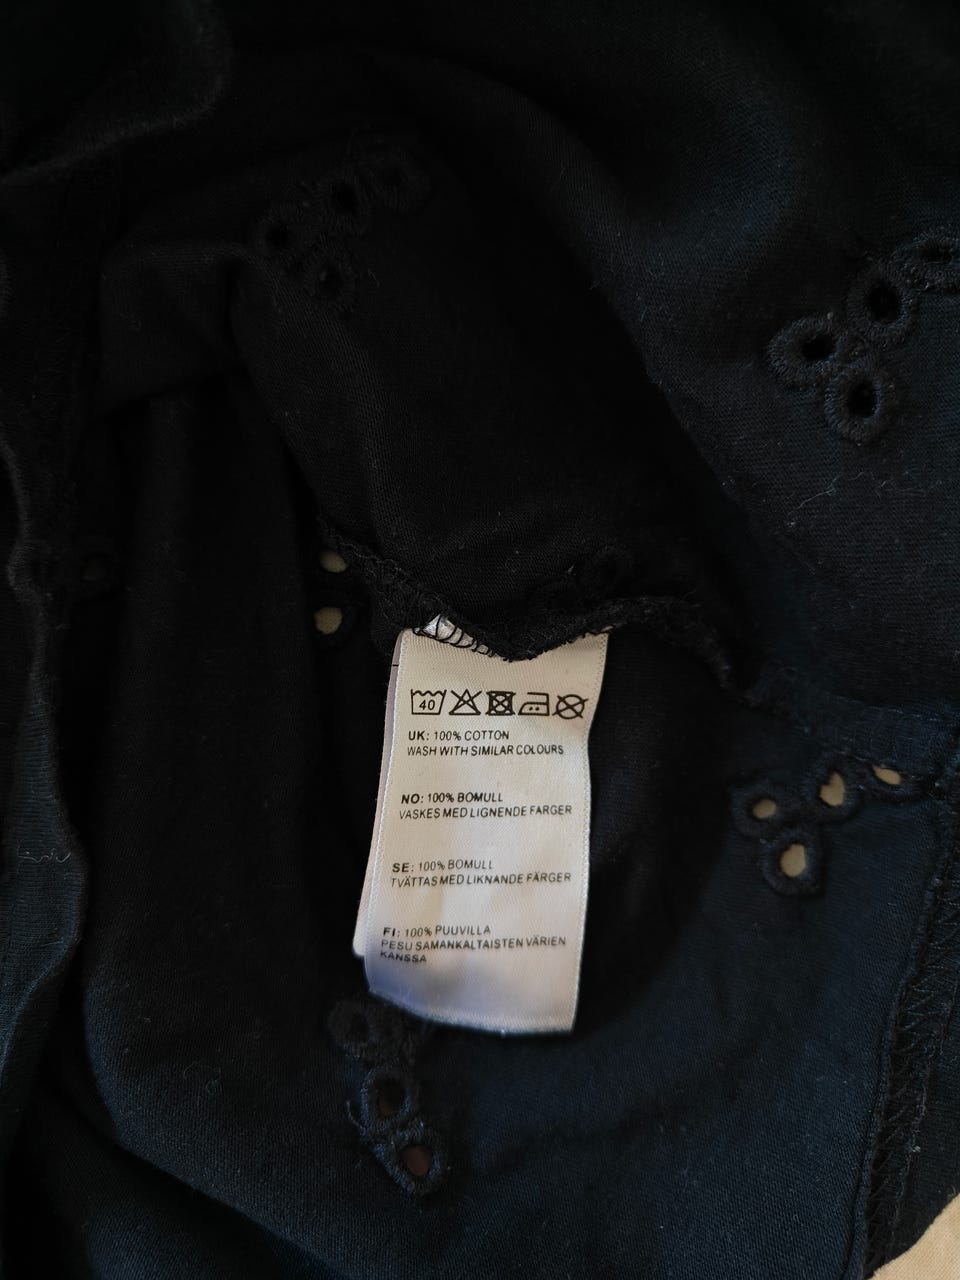 40
UK: 100% COTTON
WASH WITH SIMILAR COLOURS
NO: 100% BOMULL
VASKES MED LIGNENDE FARGER
SE: 100% BOMULL
TVÄTTAS MED LIKNANDE FÄRGER
FI: 100% PUUVILLA
PESU SAMANKALTAISTEN VÄRIEN
KANSSA